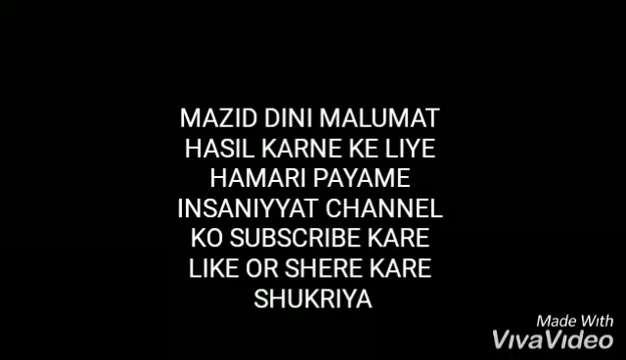 MAZID DINI MALUMAT
HASIL KARNE KE LIYE
HAMARI PAYAME
INSANIYYAT CHANNEL
KO SUBSCRIBE KARE
LIKE OR SHERE KARE
SHUKRIYA
Made With
VivaVideo